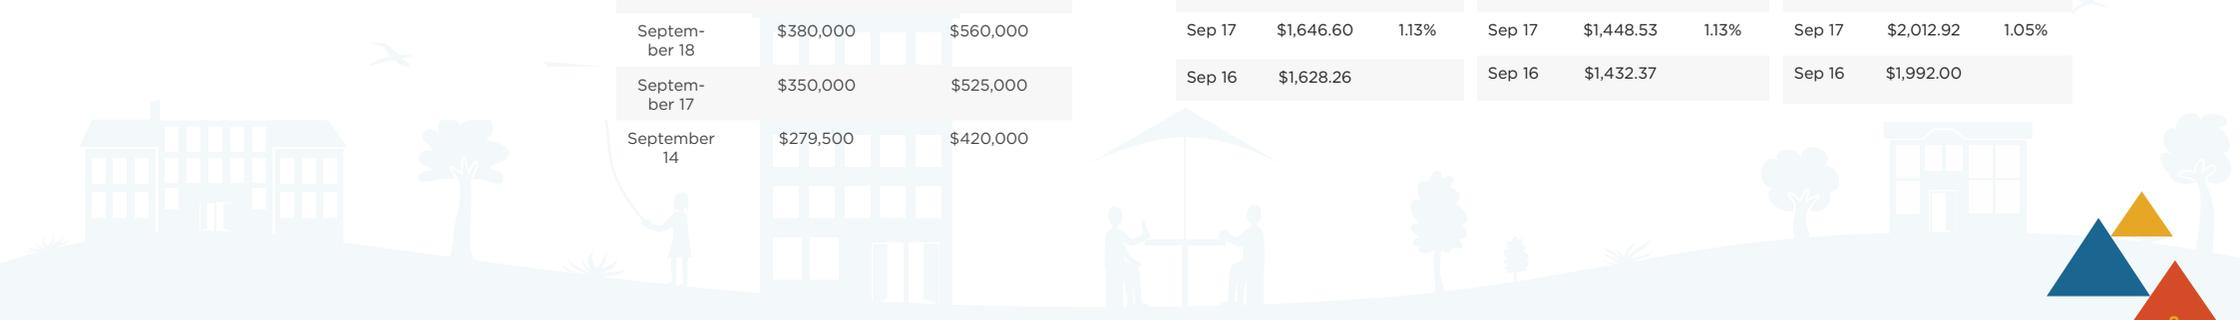 Septem-
ber 18 $380,000 $560,000
Septem-
ber 17 $350,000 $525,000
September
14 $279,500 $420,000
Sep 17 $1,646.60 1.13%
Sep 16 $1,628.26
Sep 17 $1,448.53 1.13%
Sep 16 $1,432.37
Sep 17 $2,012.92 1.05%
Sep 16 $1,992.00